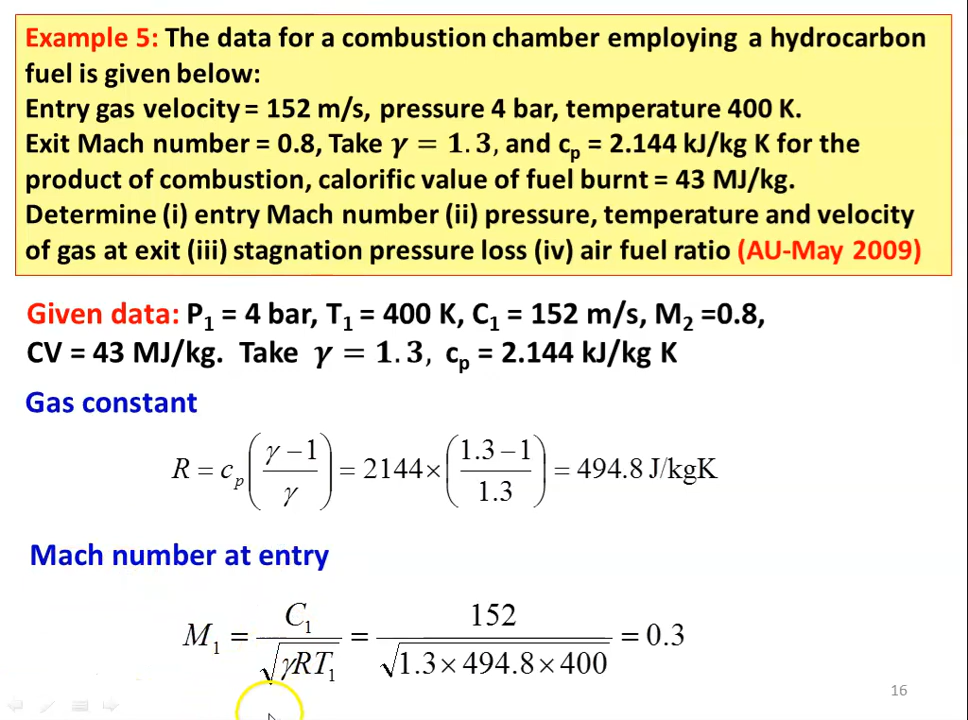 Example 5: The data for a combustion chamber employing a hydrocarbon
fuel is given below:
Entry gas velocity = 152 m/s, pressure 4 bar, temperature 400 K.
Exit Mach number = 0.8, Take γ = 1.3, and cp = 2.144 kJ/kg K for the
product of combustion, calorific value of fuel burnt = 43 MJ/kg.
Determine (i) entry Mach number (ii) pressure, temperature and velocity
of gas at exit (iii) stagnation pressure loss (iv) air fuel ratio (AU-May 2009)
Given data: P1 = 4 bar, T1 = 400 K, C1 = 152 m/s, M2 =0.8,
CV = 43 MJ/kg. Take γ = 1.3, cp = 2.144 kJ/kg K
Gas constant
R = cp((γ − 1)/γ) = 2144 × ((1.3 − 1)/1.3) = 494.8 J/kgK
Mach number at entry
M1 = C1/√(γRT1) = 152/√(1.3 × 494.8 × 400) = 0.3
16